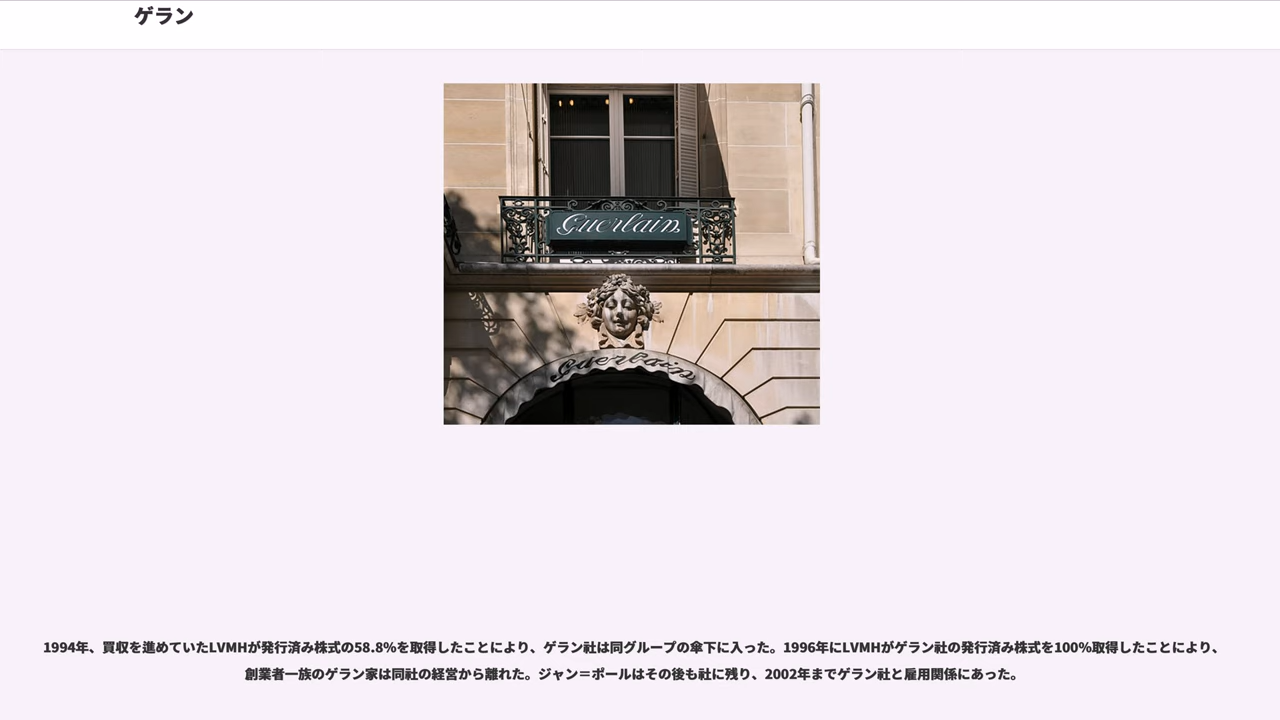 ゲラン
Guerlain
Guerlain
1994年、買収を進めていたLVMHが発行済み株式の58.8%を取得したことにより、ゲラン社は同グループの傘下に入った。1996年にLVMHがゲラン社の発行済み株式を100%取得したことにより、
創業者一族のゲラン家は同社の経営から離れた。ジャン＝ポールはその後も社に残り、2002年までゲラン社と雇用関係にあった。